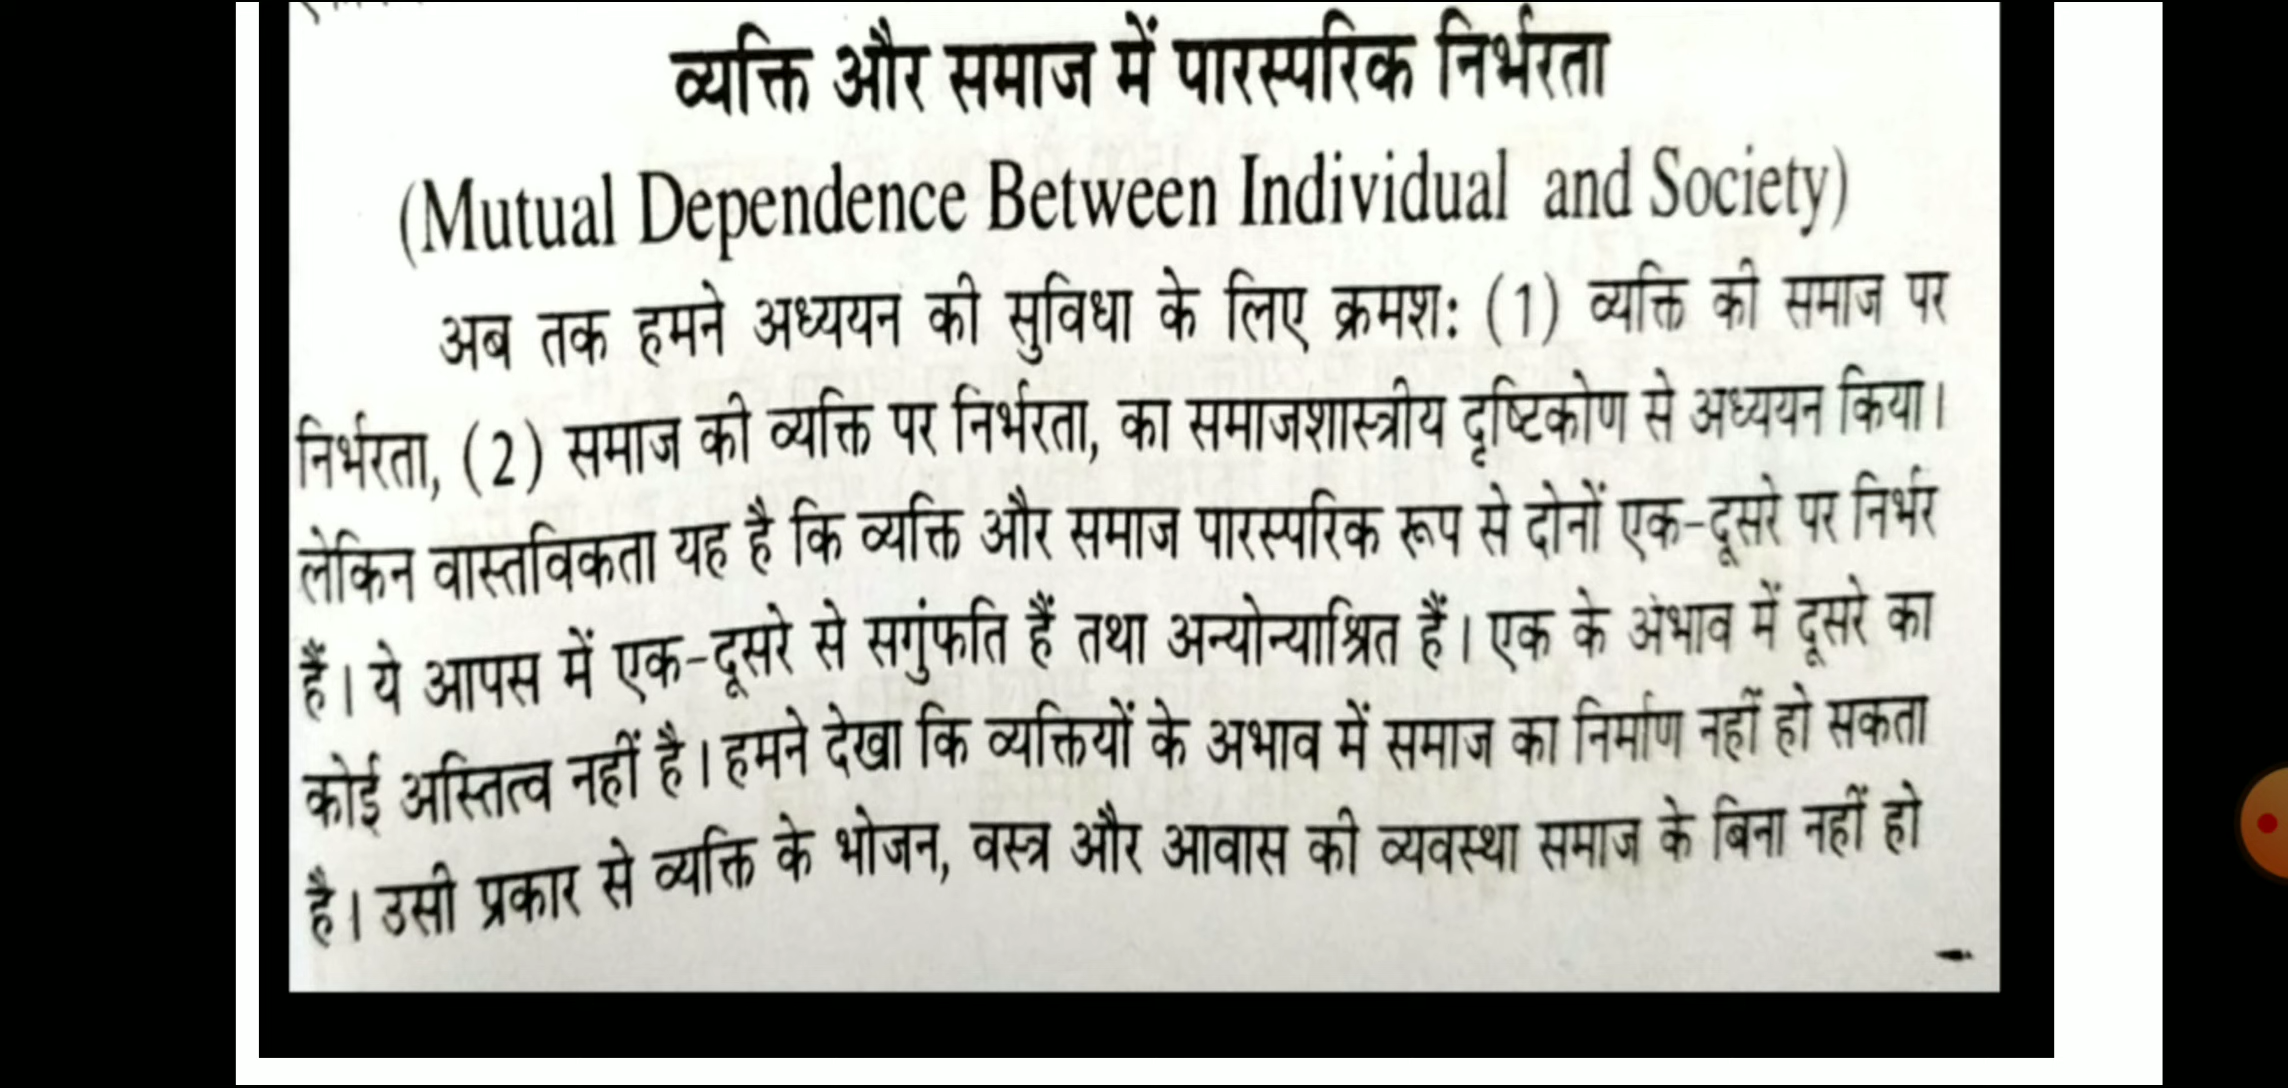 व्यक्ति और समाज में पारस्परिक निर्भरता
(Mutual Dependence Between Individual and Society)
अब तक हमने अध्ययन की सुविधा के लिए क्रमश: (1) व्यक्ति की समाज पर
निर्भरता, (2) समाज की व्यक्ति पर निर्भरता, का समाजशास्त्रीय दृष्टिकोण से अध्ययन किया।
लेकिन वास्तविकता यह है कि व्यक्ति और समाज पारस्परिक रूप से दोनों एक-दूसरे पर निर्भर
हैं। ये आपस में एक-दूसरे से सगुंफति हैं तथा अन्योन्याश्रित हैं। एक के अभाव में दूसरे का
कोई अस्तित्व नहीं है। हमने देखा कि व्यक्तियों के अभाव में समाज का निर्माण नहीं हो सकता
है। उसी प्रकार से व्यक्ति के भोजन, वस्त्र और आवास की व्यवस्था समाज के बिना नहीं हो